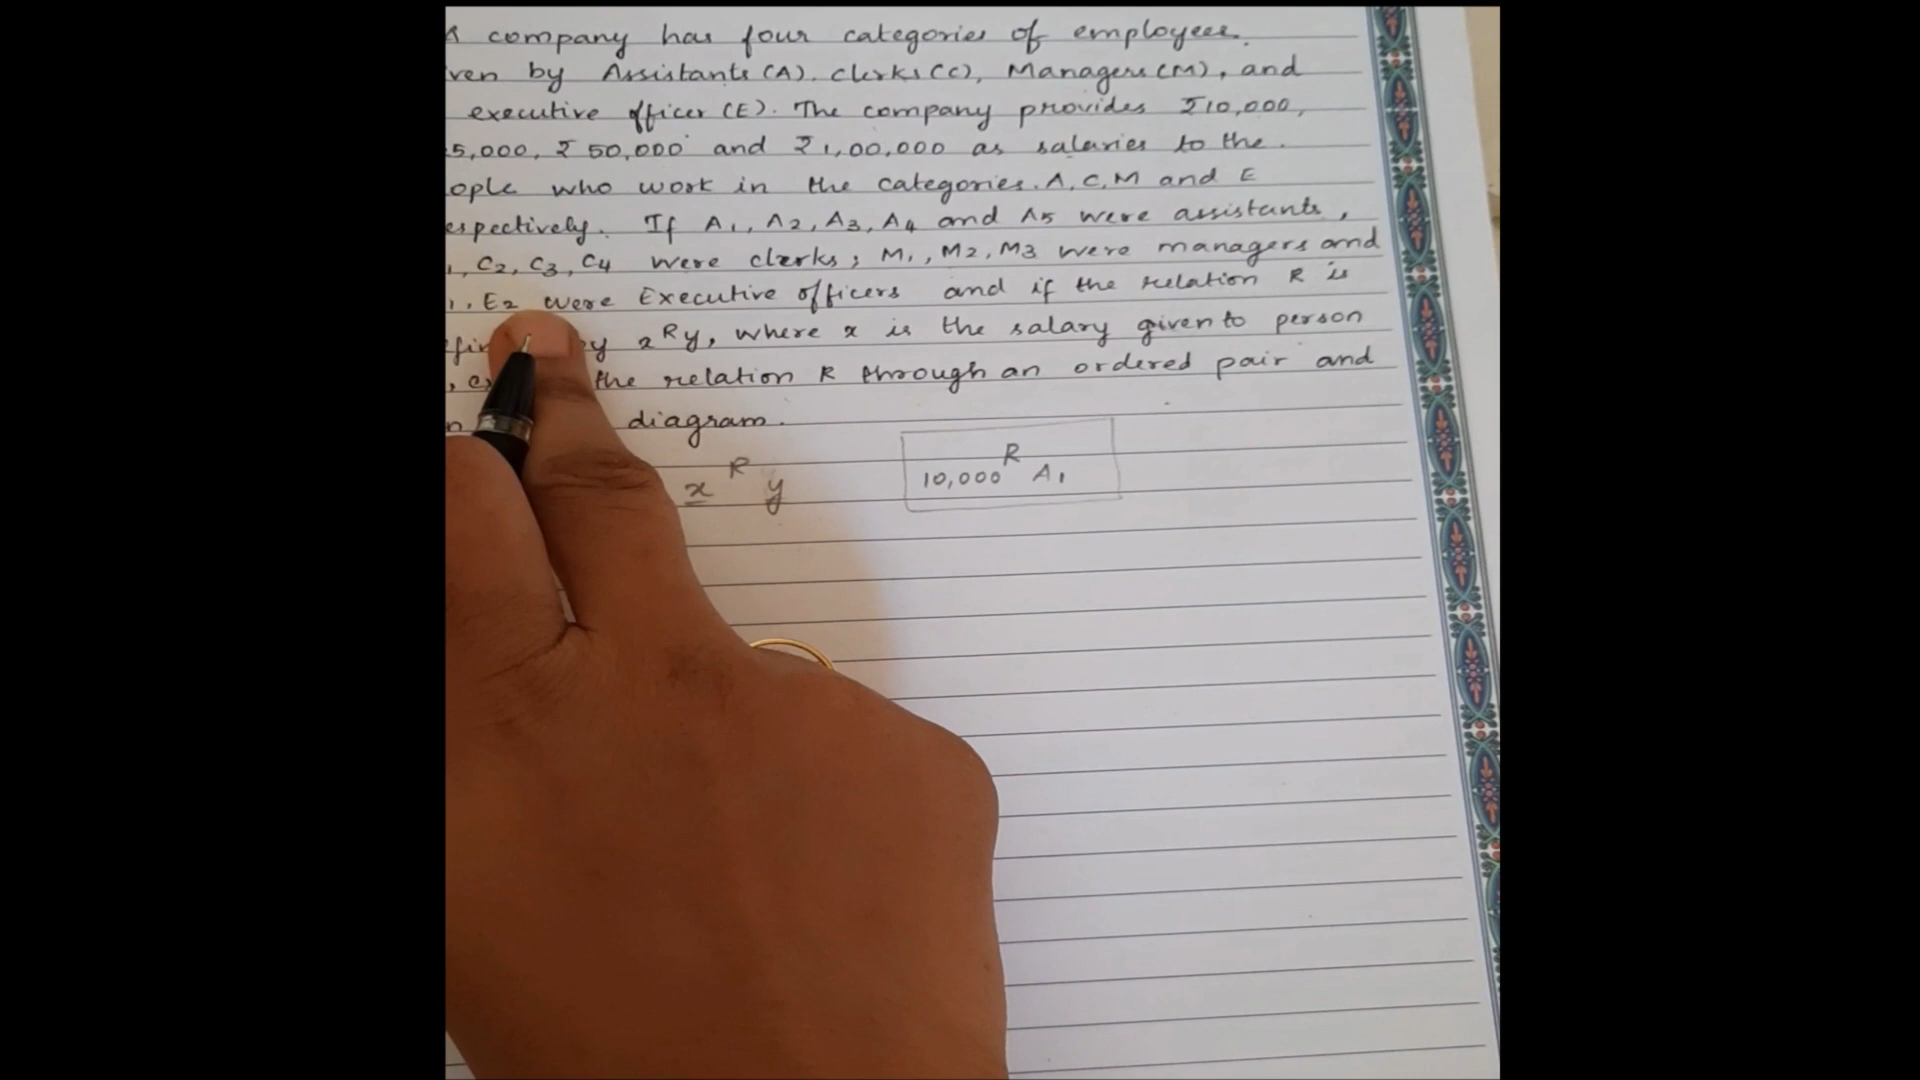 A company has four categories of employees.
ven by Assistants (A). clerks (C), Managers (M), and
executive officer (E). The company provides ₹10,000,
5,000, ₹ 50,000 and ₹1,00,000 as salaries to the.
ople who work in the categories. A, C, M and E
espectively. If A1, A2, A3, A4 and A5 were assistants,
1, C2, C3, C4 were clerks; M1, M2, M3 were managers and
1, E2 were Executive officers and if the relation R is
fin y xRy, where x is the salary given to person
the relation R through an ordered pair and
diagram.
x R y
10,000 R A1